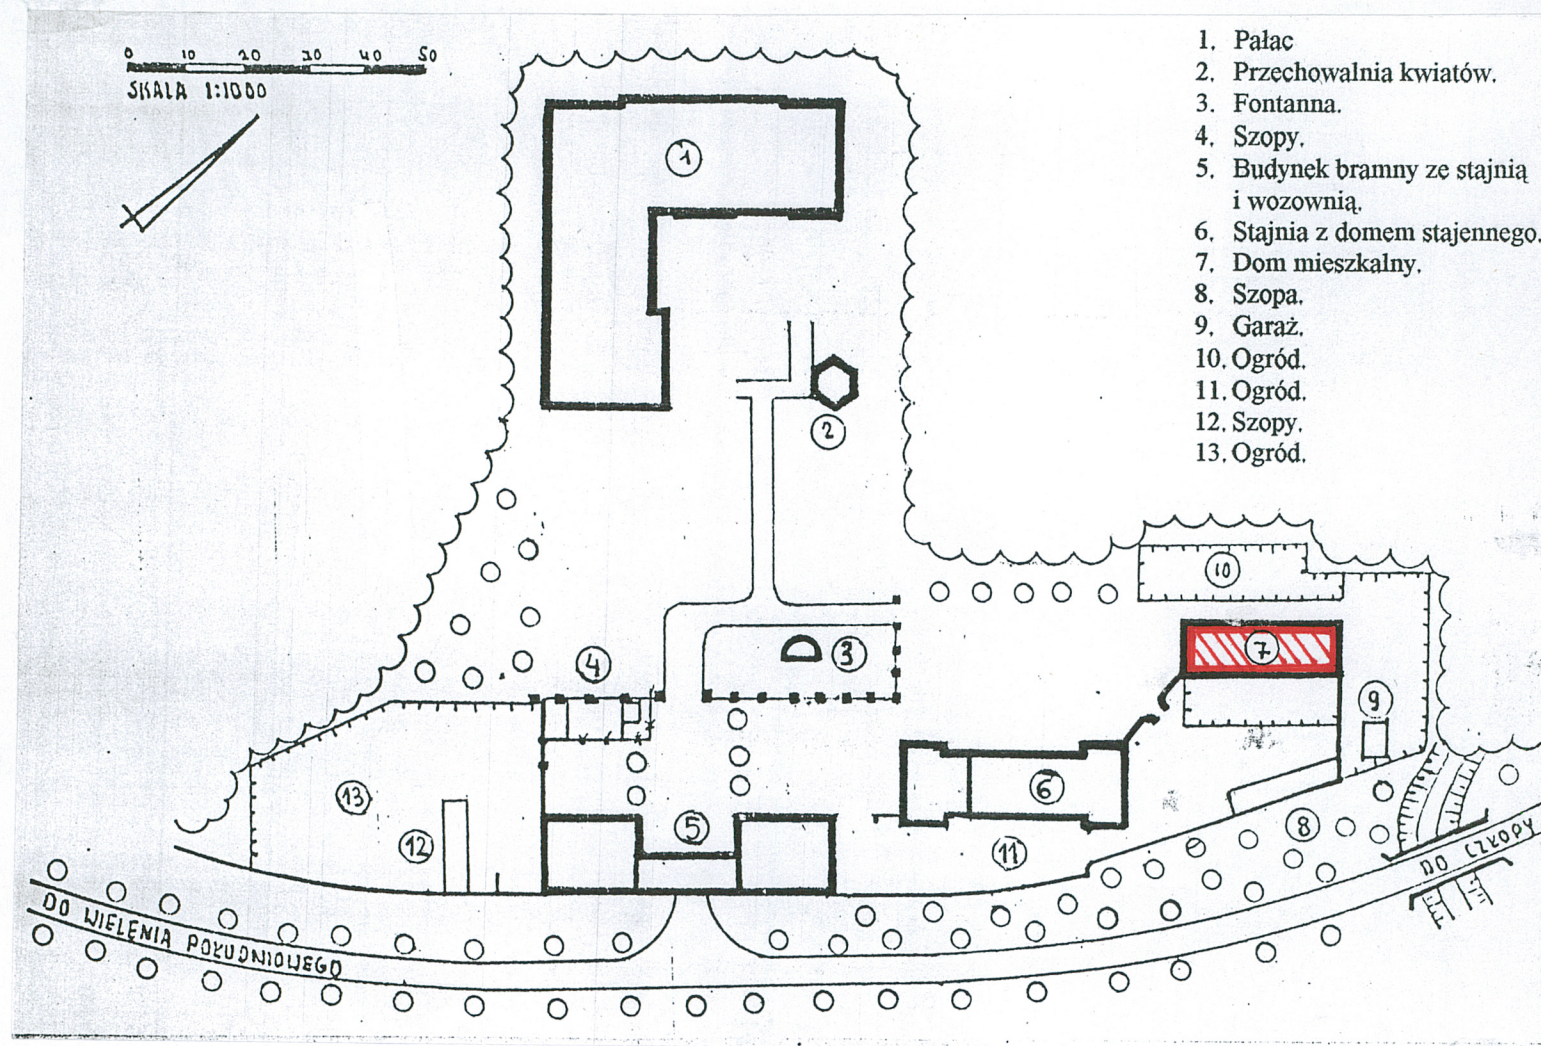 0 10 20 30 40 50
SKALA 1:1000
1. Pałac
2. Przechowalnia kwiatów.
3. Fontanna.
4. Szopy.
5. Budynek bramny ze stajnią
i wozownią.
6. Stajnia z domem stajennego.
7. Dom mieszkalny.
8. Szopa.
9. Garaż.
10. Ogród.
11. Ogród.
12. Szopy.
13. Ogród.
1
2
10
3
4
7
9
6
13
5
8
12
11
DO CZKOPY
DO WIELENIA POŁUDNIOWEGO